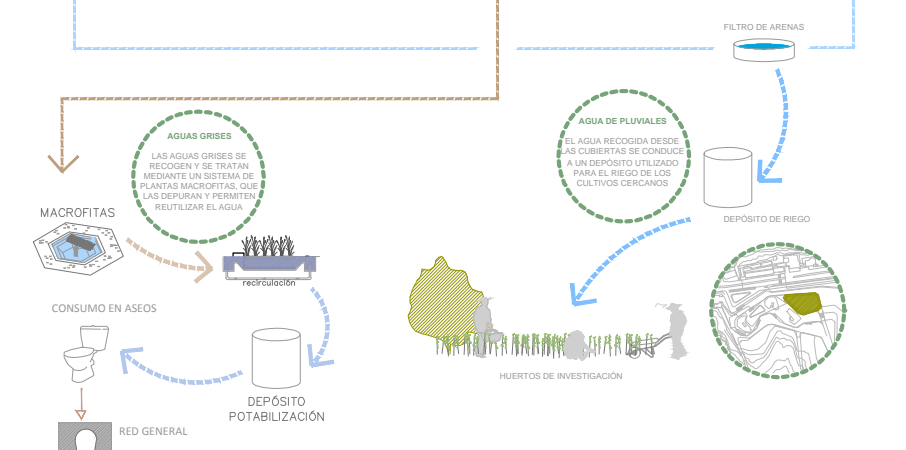 FILTRO DE ARENAS
AGUAS GRISES
LAS AGUAS GRISES SE
RECOGEN Y SE TRATAN
MEDIANTE UN SISTEMA DE
PLANTAS MACROFITAS, QUE
LAS DEPURAN Y PERMITEN
REUTILIZAR EL AGUA
AGUA DE PLUVIALES
EL AGUA RECOGIDA DESDE
LAS CUBIERTAS SE CONDUCE
A UN DEPÓSITO UTILIZADO
PARA EL RIEGO DE LOS
CULTIVOS CERCANOS
MACROFITAS
DEPÓSITO DE RIEGO
recirculación
CONSUMO EN ASEOS
HUERTOS DE INVESTIGACIÓN
DEPÓSITO
POTABILIZACIÓN
RED GENERAL